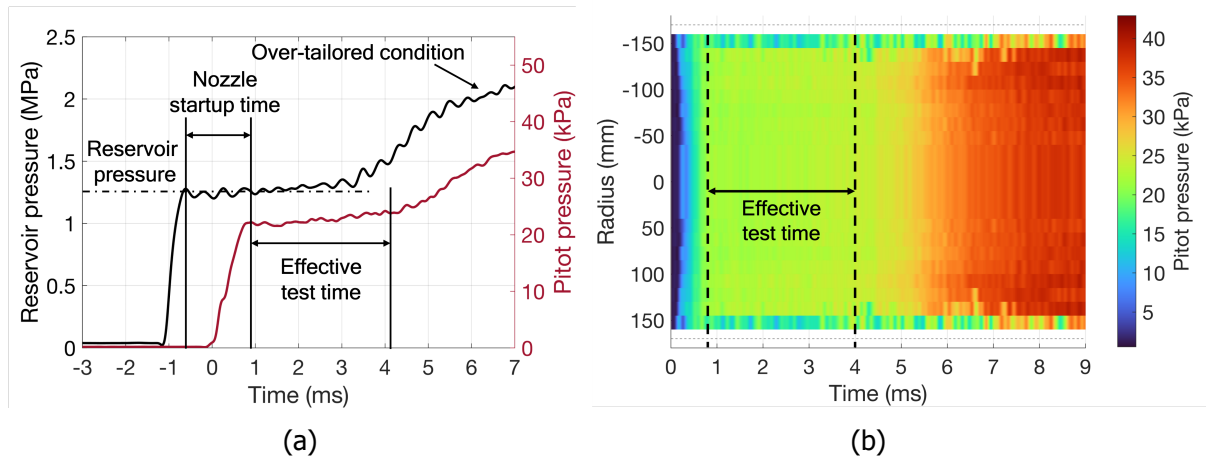 (a)
Reservoir pressure (MPa)
2.5
2
1.5
1
0.5
0
-3
-2
-1
0
1
2
3
4
5
6
7
Time (ms)
50
40
30
20
10
0
Pitot pressure (kPa)
Over-tailored condition
Nozzle
startup time
Reservoir
pressure
Effective
test time
(b)
Radius (mm)
-150
-100
-50
0
50
100
150
0
1
2
3
4
5
6
7
8
9
Time (ms)
Effective
test time
40
35
30
25
20
15
10
5
Pitot pressure (kPa)
(a)
(b)